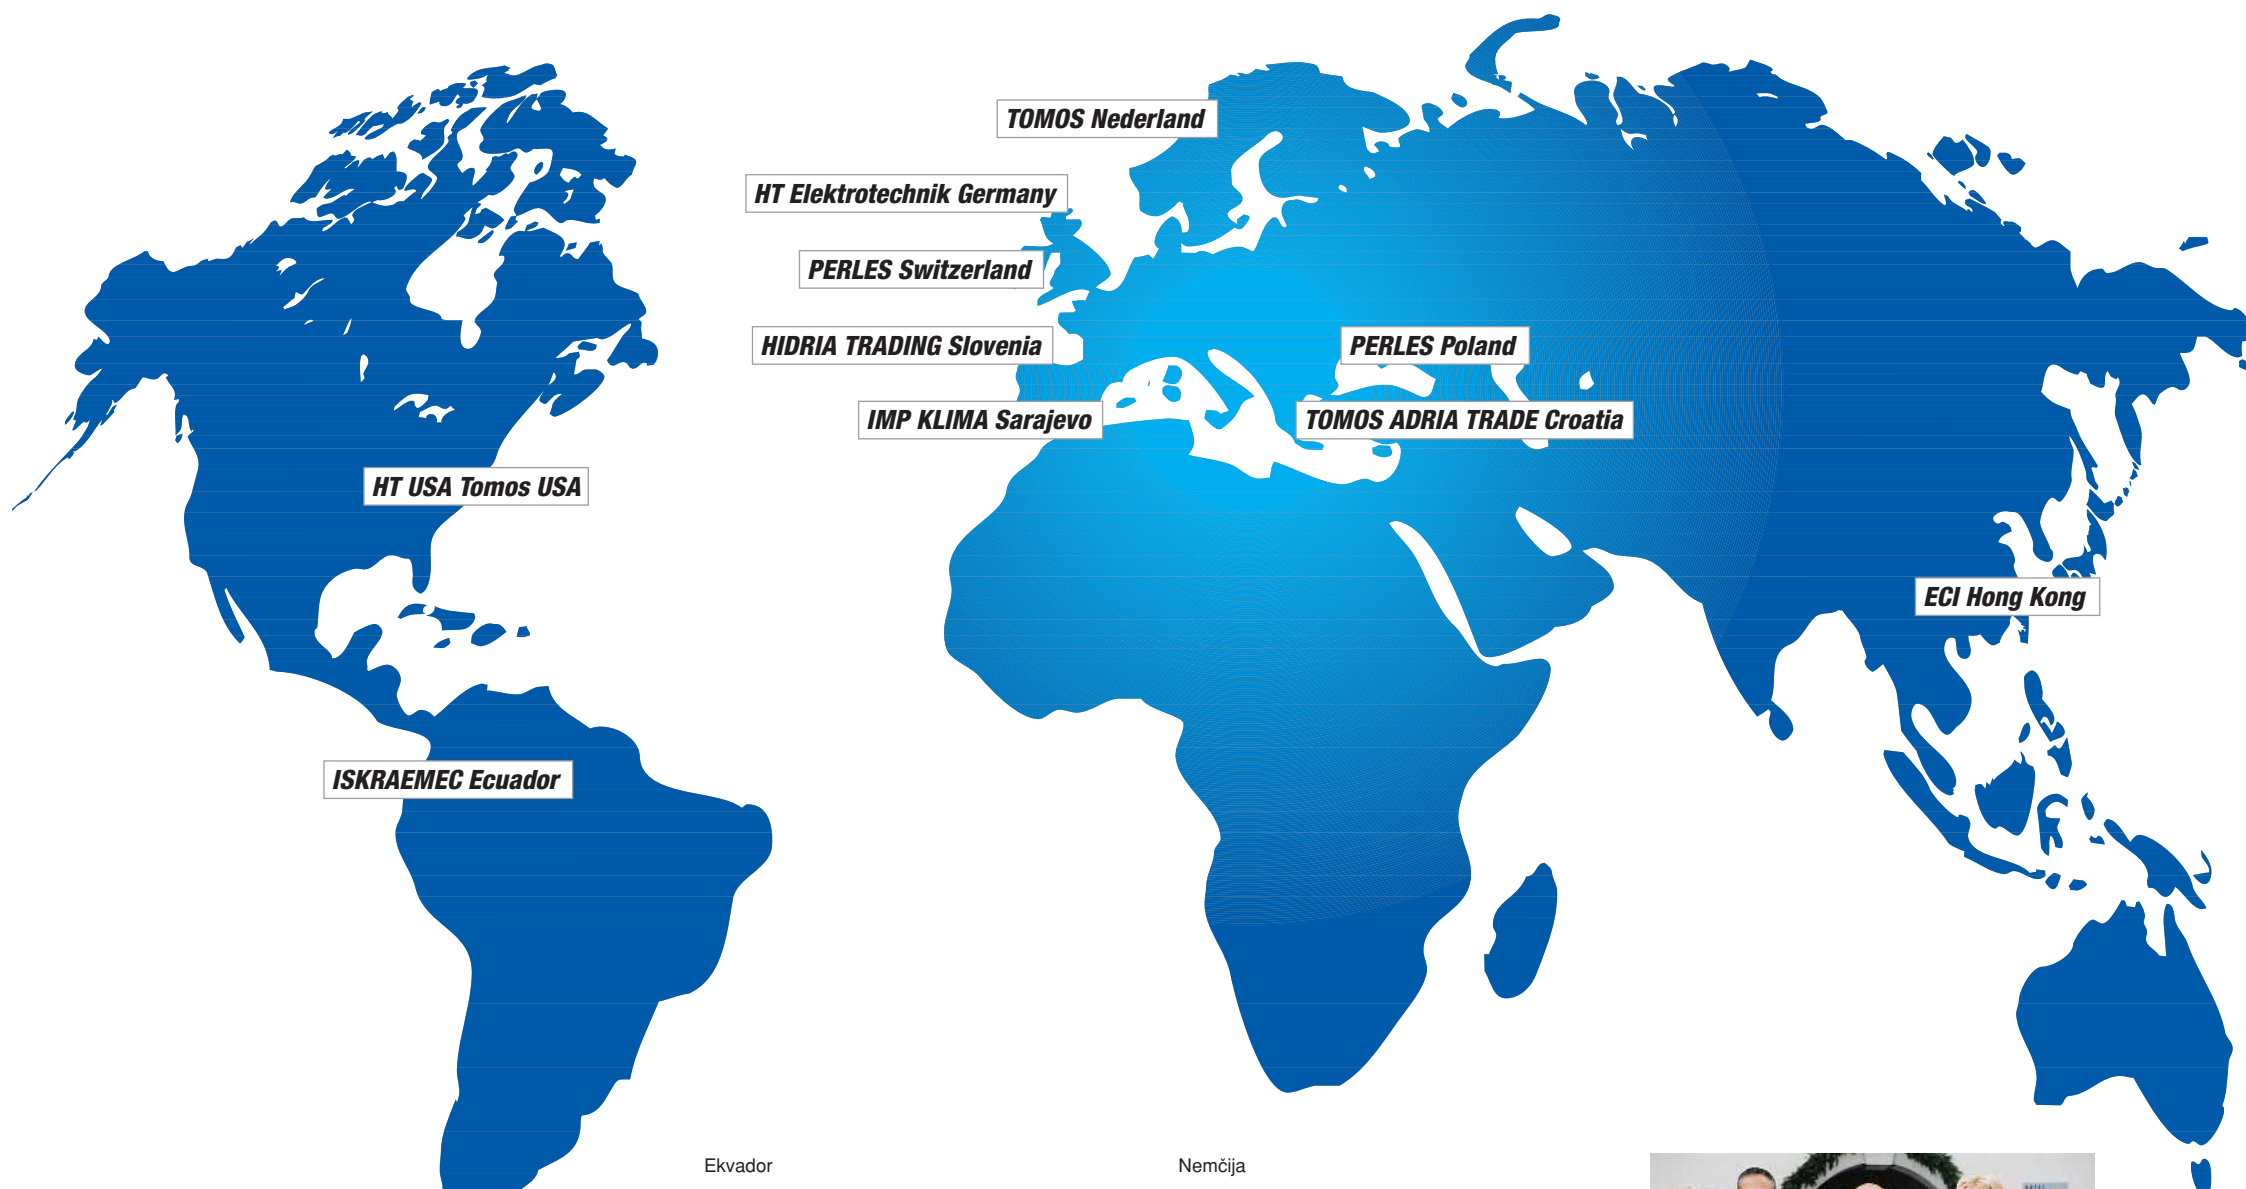 TOMOS Nederland
HT Elektrotechnik Germany
PERLES Switzerland
HIDRIA TRADING Slovenia
PERLES Poland
IMP KLIMA Sarajevo
TOMOS ADRIA TRADE Croatia
HT USA Tomos USA
ECI Hong Kong
ISKRAEMEC Ecuador
Ekvador
Nemčija